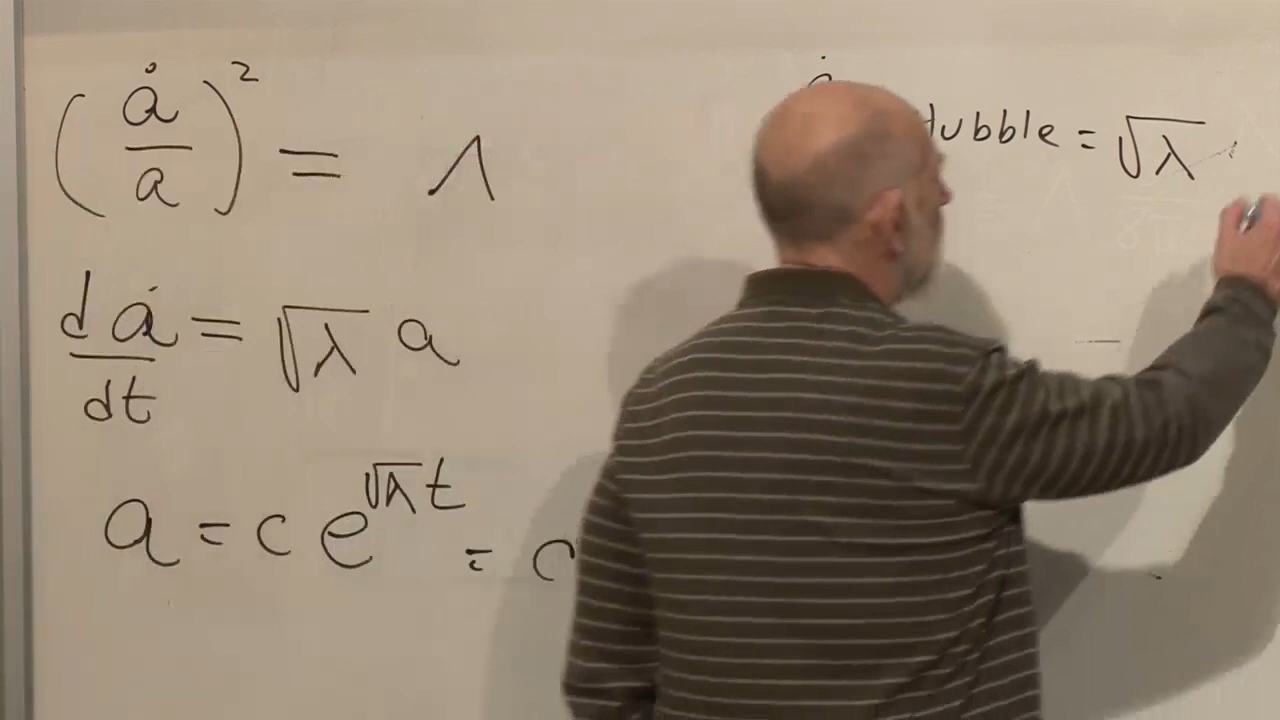 (ȧ/a)² = Λ
ȧ Hubble = √λ
dȧ/dt = √λ a
a = c e^{√λ t} = c